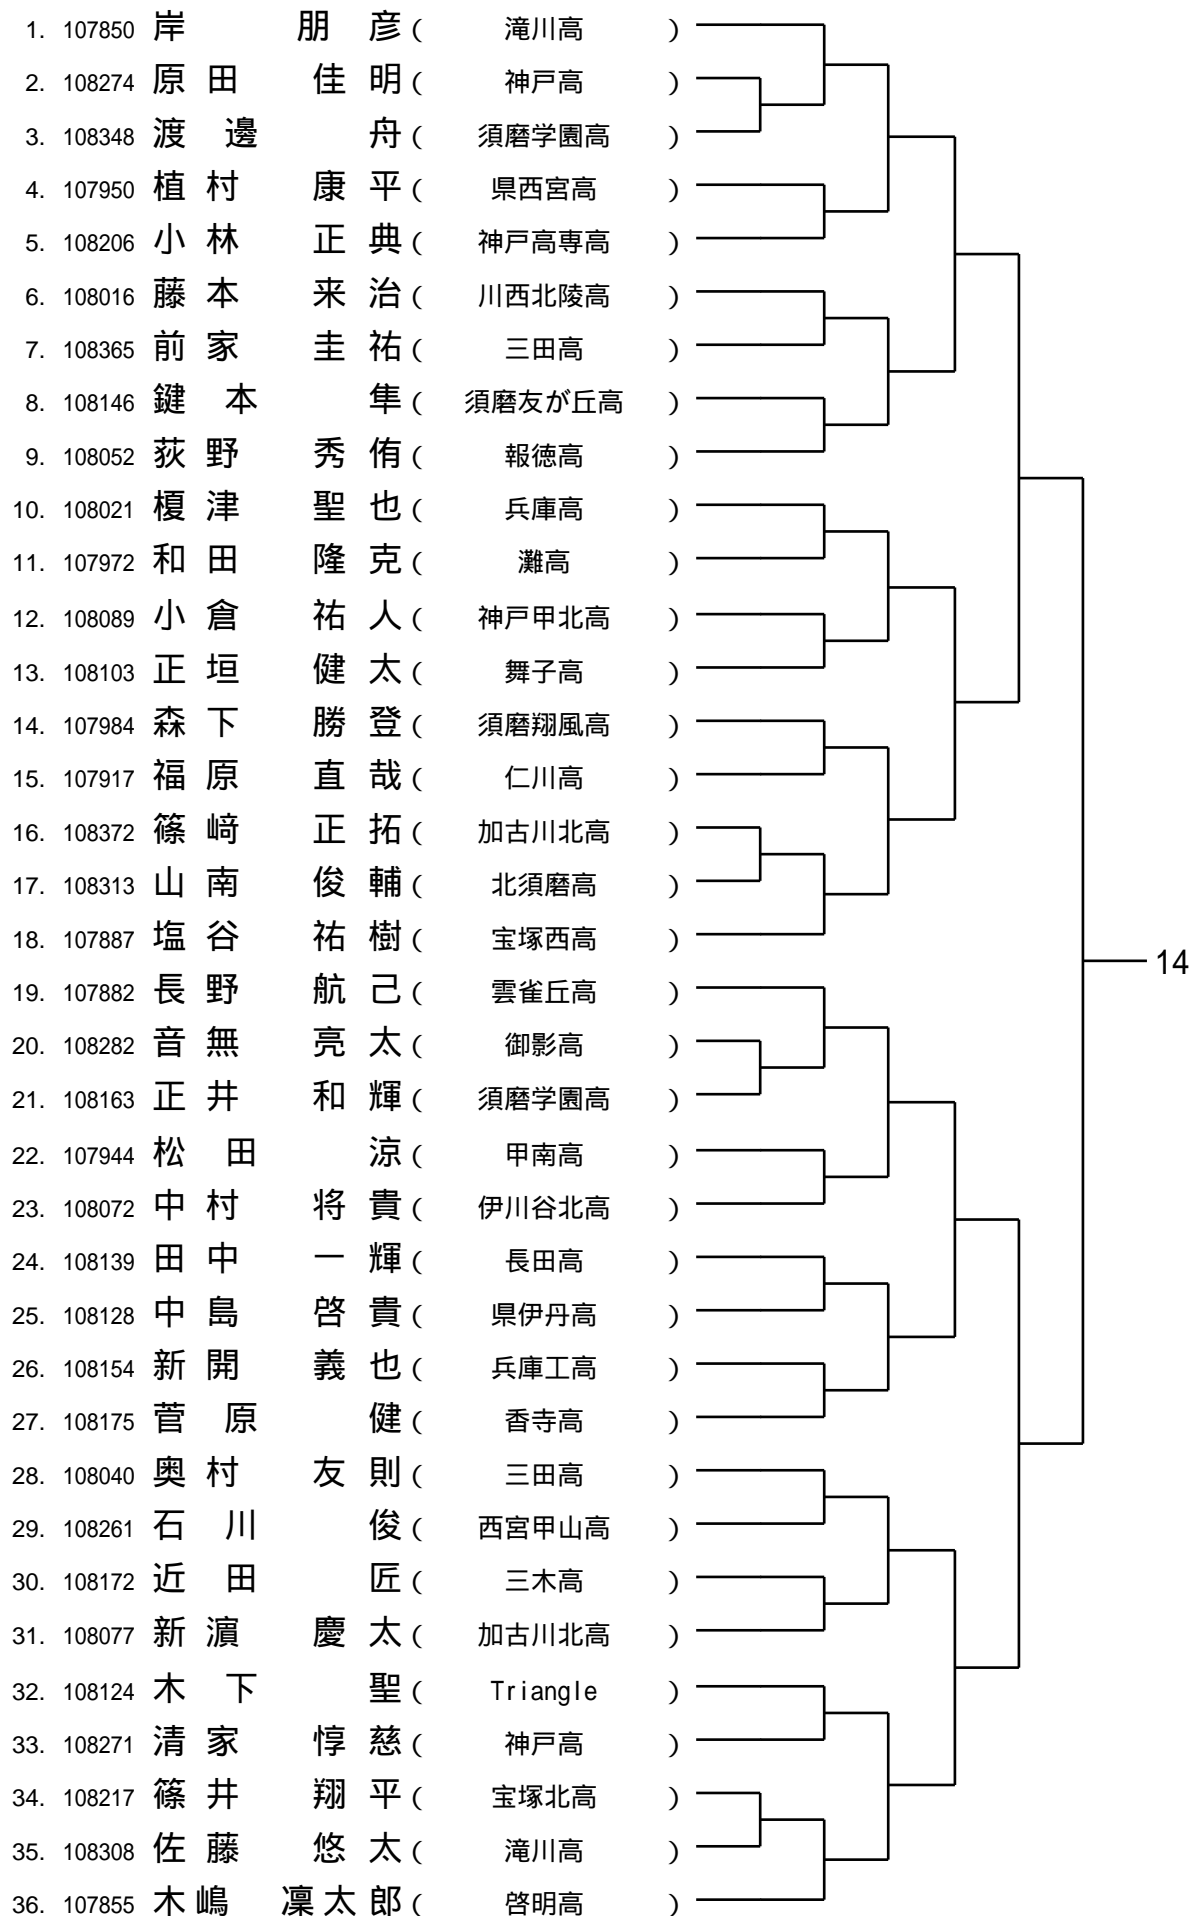 1. 107850 岸 朋 彦 ( 滝川高 )
2. 108274 原 田 佳 明 ( 神戸高 )
3. 108348 渡 邊 舟 ( 須磨学園高 )
4. 107950 植 村 康 平 ( 県西宮高 )
5. 108206 小 林 正 典 ( 神戸高専高 )
6. 108016 藤 本 来 治 ( 川西北陵高 )
7. 108365 前 家 圭 祐 ( 三田高 )
8. 108146 鍵 本 隼 ( 須磨友が丘高 )
9. 108052 荻 野 秀 侑 ( 報徳高 )
10. 108021 榎 津 聖 也 ( 兵庫高 )
11. 107972 和 田 隆 克 ( 灘高 )
12. 108089 小 倉 祐 人 ( 神戸甲北高 )
13. 108103 正 垣 健 太 ( 舞子高 )
14. 107984 森 下 勝 登 ( 須磨翔風高 )
15. 107917 福 原 直 哉 ( 仁川高 )
16. 108372 篠 﨑 正 拓 ( 加古川北高 )
17. 108313 山 南 俊 輔 ( 北須磨高 )
18. 107887 塩 谷 祐 樹 ( 宝塚西高 )
14
19. 107882 長 野 航 己 ( 雲雀丘高 )
20. 108282 音 無 亮 太 ( 御影高 )
21. 108163 正 井 和 輝 ( 須磨学園高 )
22. 107944 松 田 涼 ( 甲南高 )
23. 108072 中 村 将 貴 ( 伊川谷北高 )
24. 108139 田 中 一 輝 ( 長田高 )
25. 108128 中 島 啓 貴 ( 県伊丹高 )
26. 108154 新 開 義 也 ( 兵庫工高 )
27. 108175 菅 原 健 ( 香寺高 )
28. 108040 奥 村 友 則 ( 三田高 )
29. 108261 石 川 俊 ( 西宮甲山高 )
30. 108172 近 田 匠 ( 三木高 )
31. 108077 新 濵 慶 太 ( 加古川北高 )
32. 108124 木 下 聖 ( Triangle )
33. 108271 清 家 惇 慈 ( 神戸高 )
34. 108217 篠 井 翔 平 ( 宝塚北高 )
35. 108308 佐 藤 悠 太 ( 滝川高 )
36. 107855 木 嶋 凜 太 郎 ( 啓明高 )